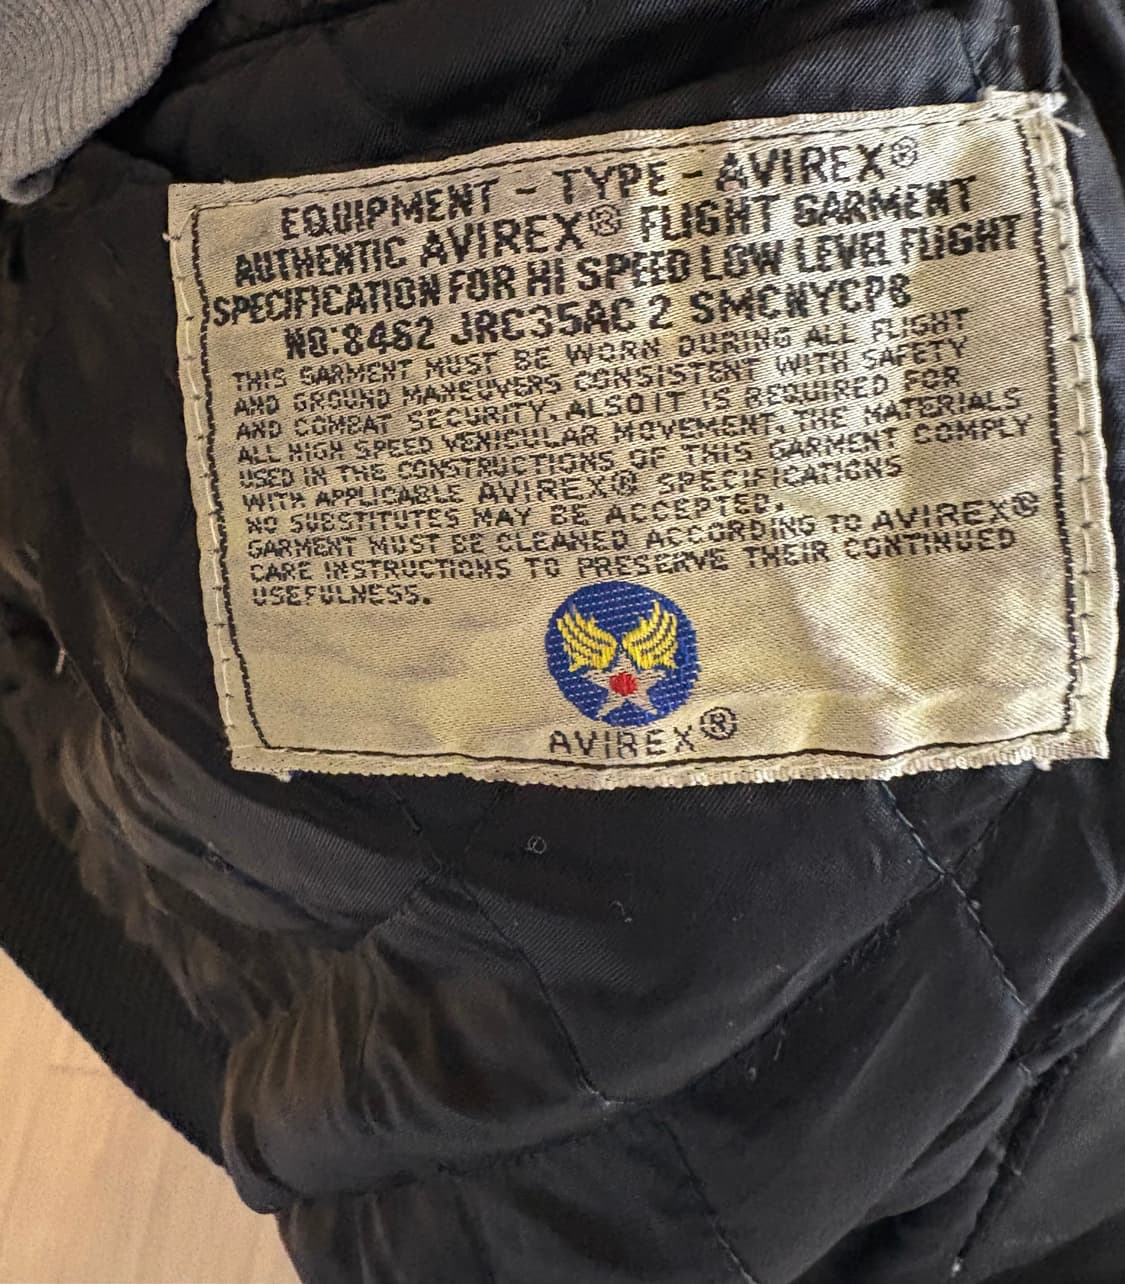 EQUIPMENT - TYPE - AVIREX®
AUTHENTIC AVIREX® FLIGHT GARMENT
SPECIFICATION FOR HI SPEED LOW LEVEL FLIGHT
NO:8462 JRC35AC 2 SMCNYCP8
THIS GARMENT MUST BE WORN DURING ALL FLIGHT
AND GROUND MANEUVERS CONSISTENT WITH SAFETY
AND COMBAT SECURITY. ALSO IT IS REQUIRED FOR
ALL HIGH SPEED VEHICULAR MOVEMENT. THE MATERIALS
USED IN THE CONSTRUCTIONS OF THIS GARMENT COMPLY
WITH APPLICABLE AVIREX® SPECIFICATIONS
NO SUBSTITUTES MAY BE ACCEPTED.
GARMENT MUST BE CLEANED ACCORDING TO AVIREX®
CARE INSTRUCTIONS TO PRESERVE THEIR CONTINUED
USEFULNESS.
AVIREX®